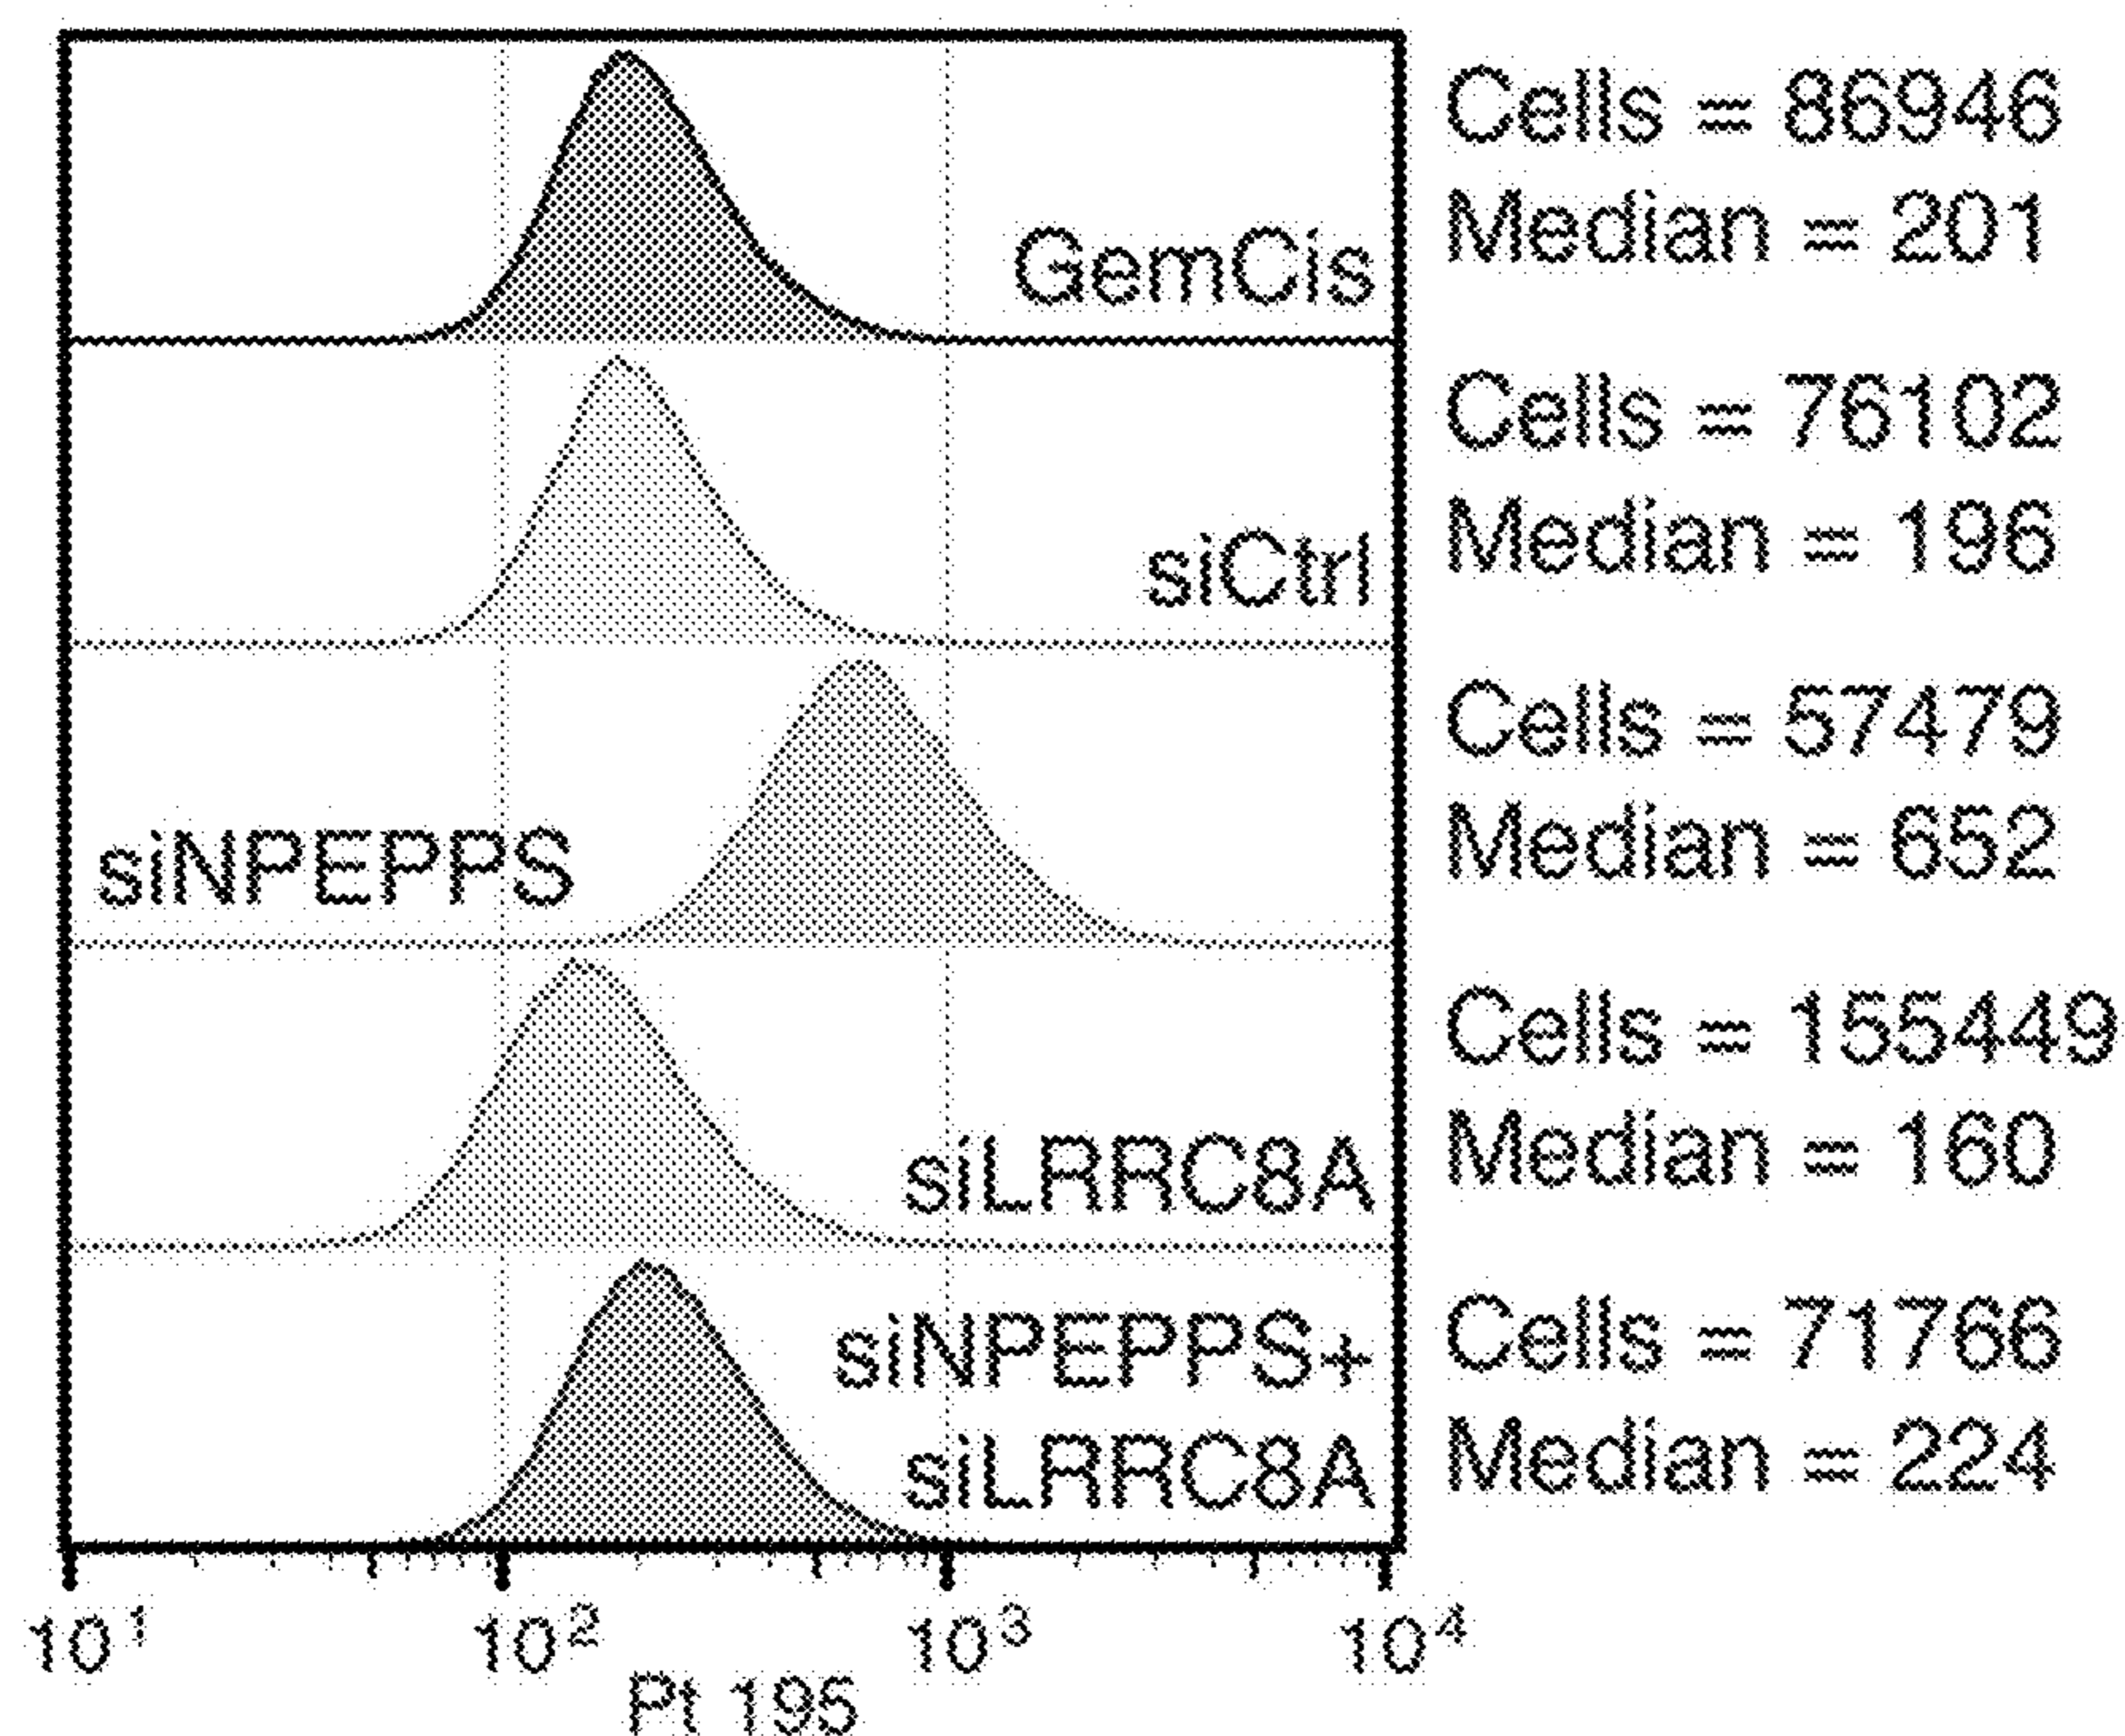 Cells = 86946
Median = 201
GemCis
Cells = 76102
Median = 196
siCtrl
Cells = 57479
Median = 652
siNPEPPS
Cells = 155449
Median = 160
siLRRC8A
Cells = 71766
siNPEPPS+
Median = 224
siLRRC8A
10¹ 10² 10³ 10⁴
Pt 195